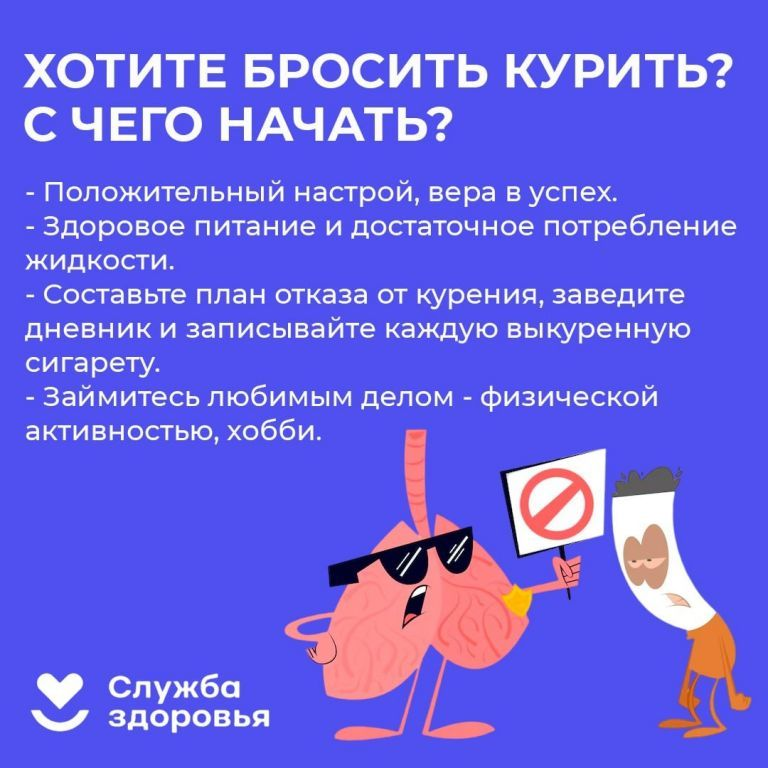 ХОТИТЕ БРОСИТЬ КУРИТЬ?
С ЧЕГО НАЧАТЬ?
- Положительный настрой, вера в успех.
- Здоровое питание и достаточное потребление
жидкости.
- Составьте план отказа от курения, заведите
дневник и записывайте каждую выкуренную
сигарету.
- Займитесь любимым делом - физической
активностью, хобби.
Служба
здоровья